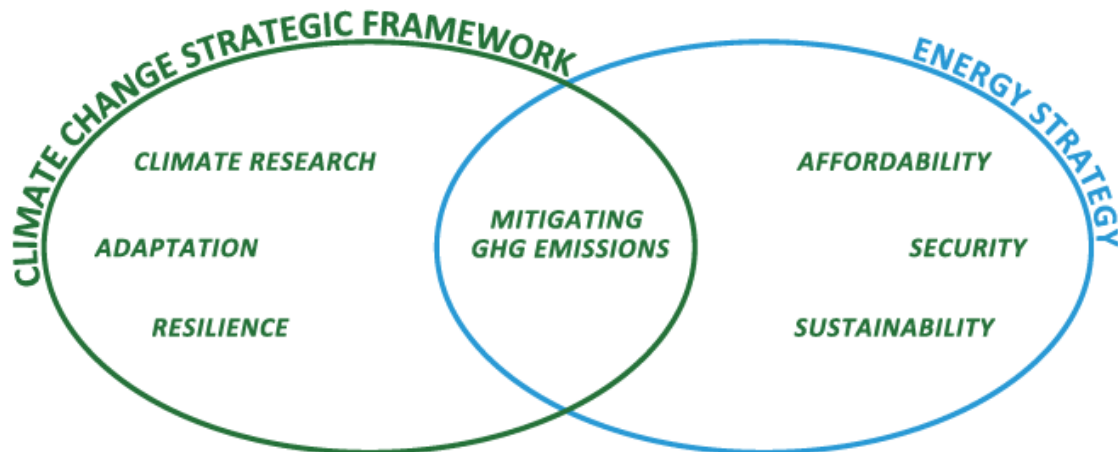 CLIMATE CHANGE STRATEGIC FRAMEWORK
ENERGY STRATEGY
CLIMATE RESEARCH
ADAPTATION
RESILIENCE
MITIGATING
GHG EMISSIONS
AFFORDABILITY
SECURITY
SUSTAINABILITY